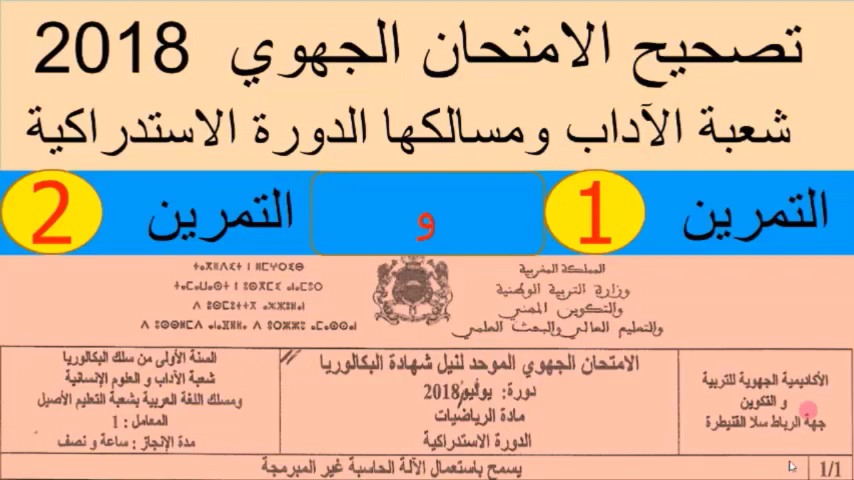 تصحيح الامتحان الجهوي 2018
شعبة الآداب ومسالكها الدورة الاستدراكية
التمرين 1 و التمرين 2
المملكة المغربية
وزارة التربية الوطنية
والتكوين المهني
والتعليم العالي والبحث العلمي
الأكاديمية الجهوية للتربية
و التكوين
جهة الرباط سلا القنيطرة
الامتحان الجهوي الموحد لنيل شهادة البكالوريا
دورة: يوليوز2018
مادة الرياضيات
الدورة الاستدراكية
السنة الأولى من سلك البكالوريا
شعبة الآداب و العلوم الإنسانية
ومسلك اللغة العربية بشعبة التعليم الأصيل
المعامل : 1
مدة الإنجاز : ساعة و نصف
1/1
يسمح باستعمال الآلة الحاسبة غير المبرمجة